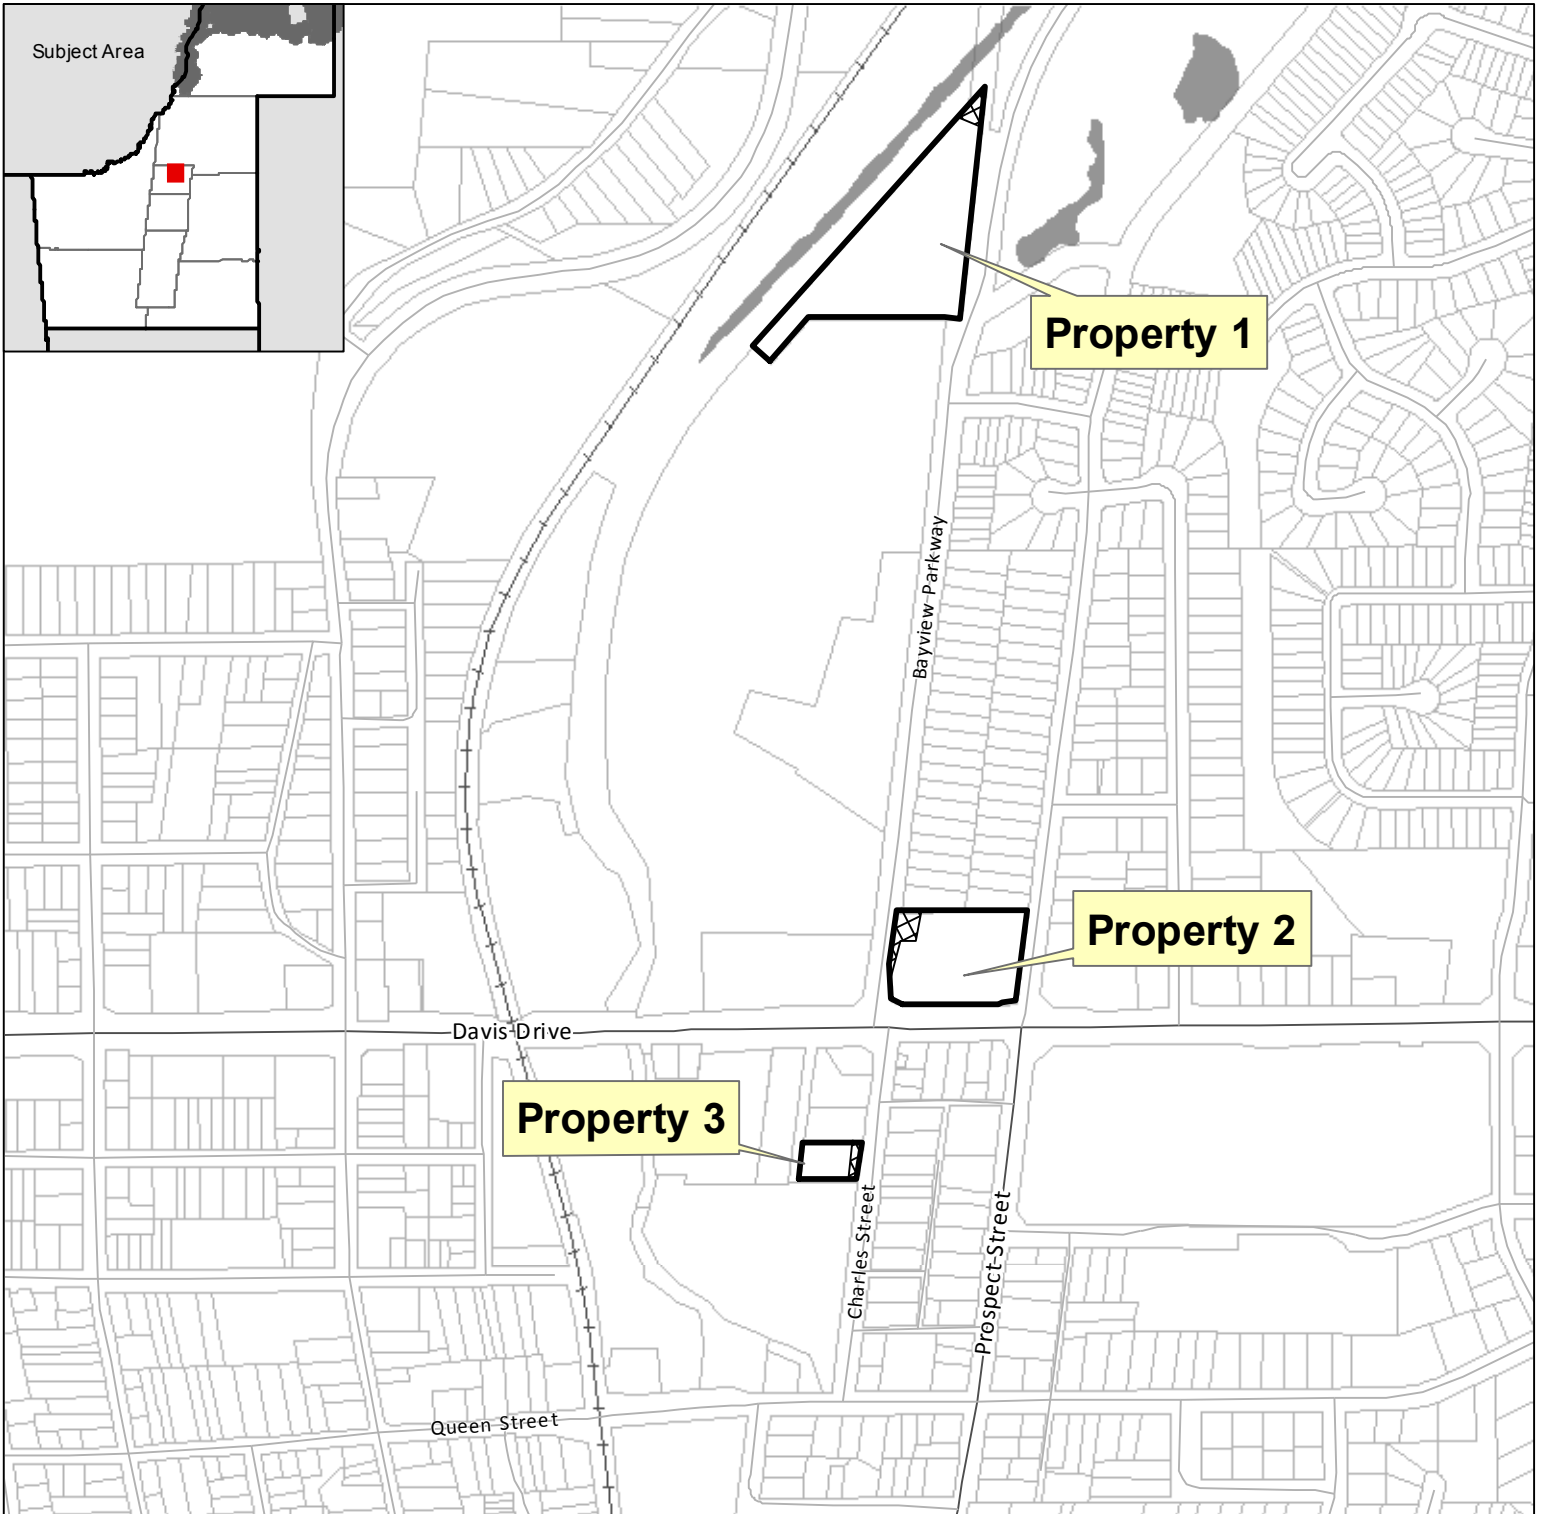 Subject Area
Property 1
Bayview Parkway
Property 2
Davis Drive
Property 3
Charles Street
Prospect Street
Queen Street